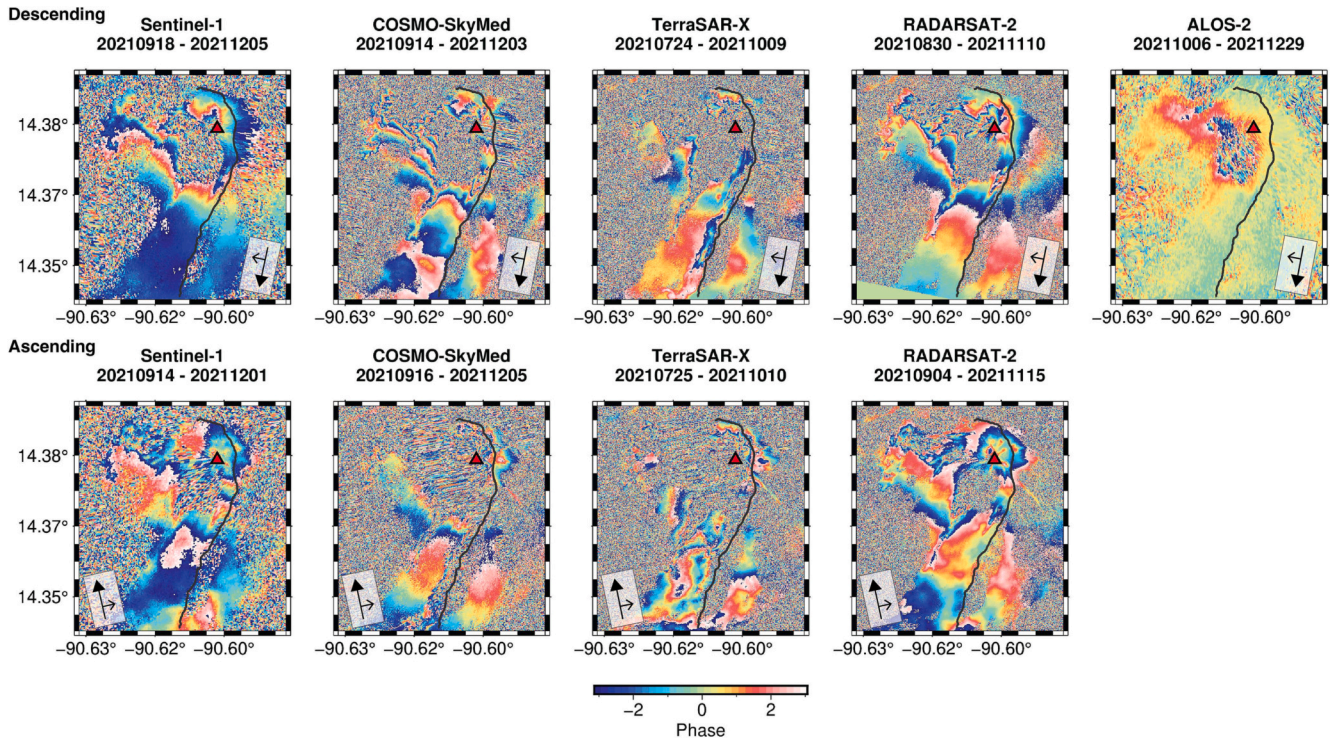 Descending
Sentinel-1
20210918 - 20211205
COSMO-SkyMed
20210914 - 20211203
TerraSAR-X
20210724 - 20211009
RADARSAT-2
20210830 - 20211110
ALOS-2
20211006 - 20211229
14.38°
14.37°
14.35°
−90.63° −90.62° −90.60°
−90.63° −90.62° −90.60°
−90.63° −90.62° −90.60°
−90.63° −90.62° −90.60°
−90.63° −90.62° −90.60°
Ascending
Sentinel-1
20210914 - 20211201
COSMO-SkyMed
20210916 - 20211205
TerraSAR-X
20210725 - 20211010
RADARSAT-2
20210904 - 20211115
14.38°
14.37°
14.35°
−90.63° −90.62° −90.60°
−90.63° −90.62° −90.60°
−90.63° −90.62° −90.60°
−90.63° −90.62° −90.60°
−2 0 2
Phase